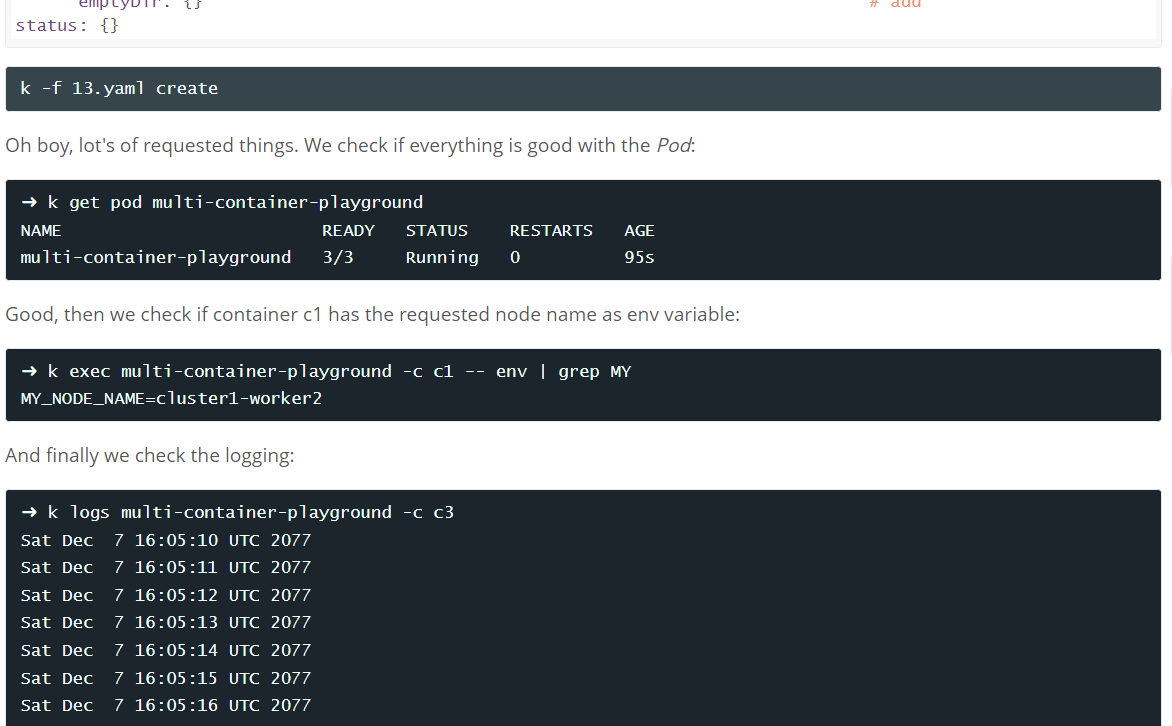 emptyDir: {} # add
status: {}
k -f 13.yaml create
Oh boy, lot's of requested things. We check if everything is good with the Pod:
➜ k get pod multi-container-playground
NAME READY STATUS RESTARTS AGE
multi-container-playground 3/3 Running 0 95s
Good, then we check if container c1 has the requested node name as env variable:
➜ k exec multi-container-playground -c c1 -- env | grep MY
MY_NODE_NAME=cluster1-worker2
And finally we check the logging:
➜ k logs multi-container-playground -c c3
Sat Dec  7 16:05:10 UTC 2077
Sat Dec  7 16:05:11 UTC 2077
Sat Dec  7 16:05:12 UTC 2077
Sat Dec  7 16:05:13 UTC 2077
Sat Dec  7 16:05:14 UTC 2077
Sat Dec  7 16:05:15 UTC 2077
Sat Dec  7 16:05:16 UTC 2077